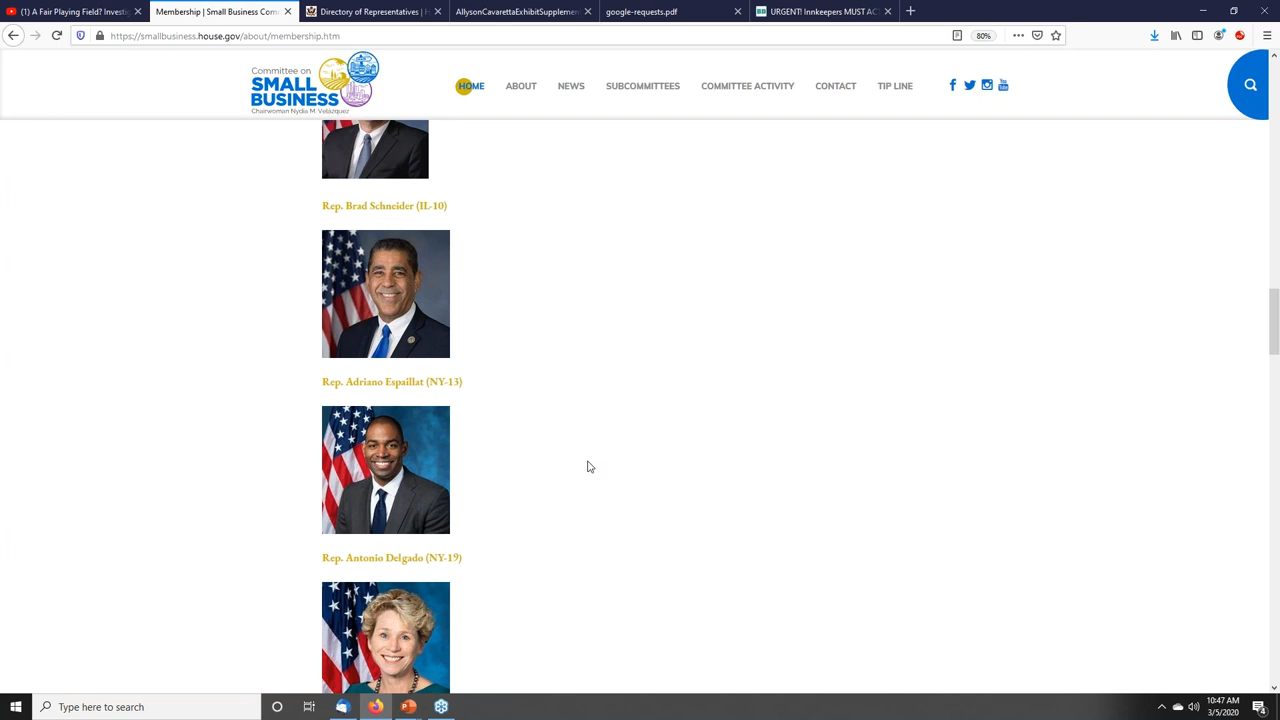 (1) A Fair Playing Field? Investig
Membership | Small Business Com
Directory of Representatives | H
AllysonCavarettaExhibitSupplemen
google-requests.pdf
URGENT! Innkeepers MUST AC
https://smallbusiness.house.gov/about/membership.htm
80%
Committee on
SMALL
BUSINESS
Chairwoman Nydia M. Velázquez
HOME
ABOUT
NEWS
SUBCOMMITTEES
COMMITTEE ACTIVITY
CONTACT
TIP LINE
Rep. Brad Schneider (IL-10)
Rep. Adriano Espaillat (NY-13)
Rep. Antonio Delgado (NY-19)
Type here to search
10:47 AM
3/5/2020
4